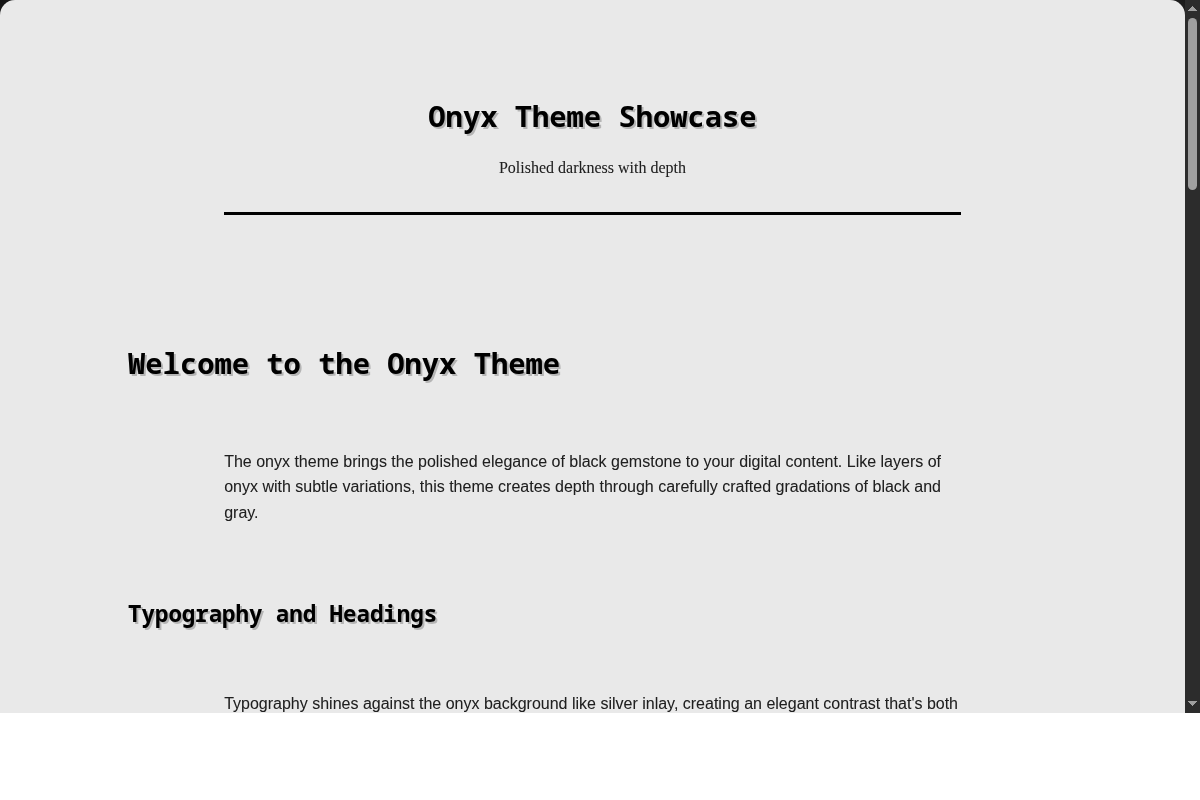 Onyx Theme Showcase
Polished darkness with depth
Welcome to the Onyx Theme
The onyx theme brings the polished elegance of black gemstone to your digital content. Like layers of
onyx with subtle variations, this theme creates depth through carefully crafted gradations of black and
gray.
Typography and Headings
Typography shines against the onyx background like silver inlay, creating an elegant contrast that's both